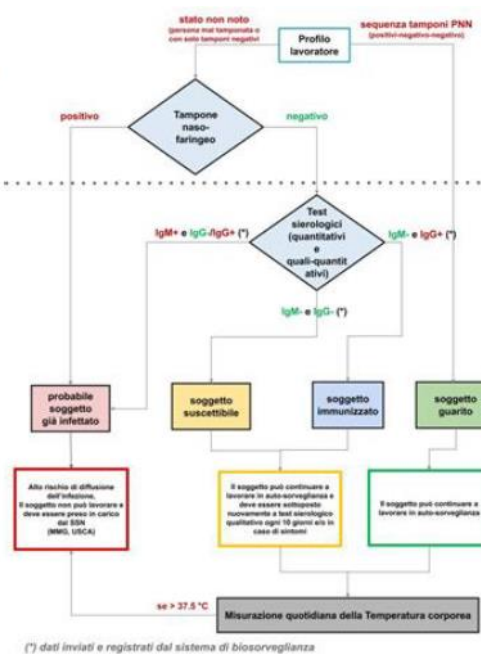 stato non noto
(persona mai tamponata o
con solo tamponi negativi
Profilo
lavoratore
sequenza tamponi PNN
(positivi-negativo-negativo)
positivo
Tampone
naso-
faringeo
negativo
Test
sierologici
(quantitativi
e
quali-quantit
ativi)
IgM+ e IgG-/IgG+ (*)
IgM- e IgG+ (*)
IgM- e IgG- (*)
probabile
soggetto
già infettato
soggetto
suscettibile
soggetto
immunizzato
soggetto
guarito
Alto rischio di diffusione
dell'infezione,
Il soggetto non può lavorare e
deve essere preso in carico
dal SSN
(MMG, USCA)
Il soggetto può continuare a
lavorare in auto-sorveglianza e
deve essere sottoposto
nuovamente a test sierologico
qualitativo ogni 10 giorni e/o in
caso di sintomi
Il soggetto può continuare a
lavorare in auto-sorveglianza
se > 37.5 °C
Misurazione quotidiana della Temperatura corporea
(*) dati inviati e registrati dal sistema di biosorveglianza